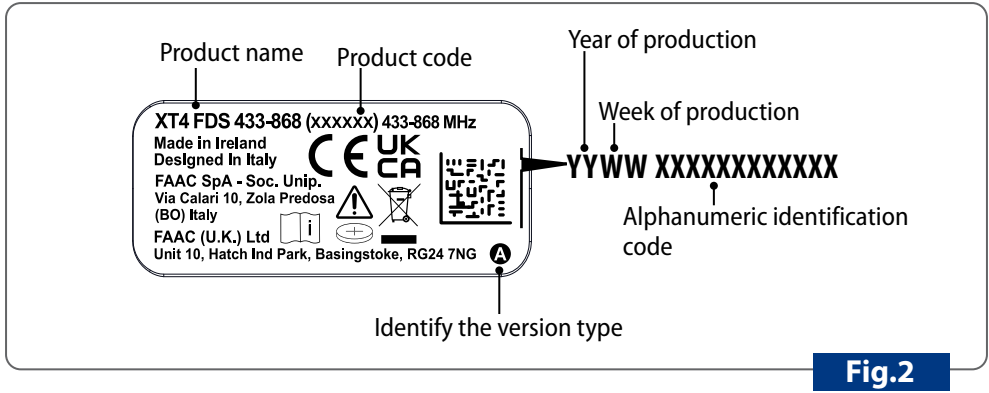 Product name
Product code
Year of production
Week of production
XT4 FDS 433-868 (xxxxxx) 433-868 MHz
Made in Ireland
Designed In Italy
CE UK
CA
FAAC SpA - Soc. Unip.
Via Calari 10, Zola Predosa
(BO) Italy
i
FAAC (U.K.) Ltd
Unit 10, Hatch Ind Park, Basingstoke, RG24 7NG
A
YYWW XXXXXXXXXXXX
Alphanumeric identification
code
Identify the version type
Fig.2